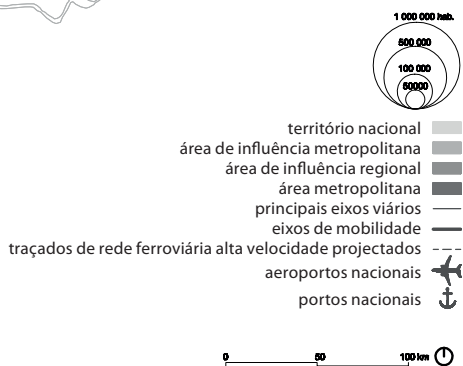 1 000 000 hab.
500 000
100 000
50000
território nacional
área de influência metropolitana
área de influência regional
área metropolitana
principais eixos viários
eixos de mobilidade
traçados de rede ferroviária alta velocidade projectados
aeroportos nacionais
portos nacionais
0 50 100 km